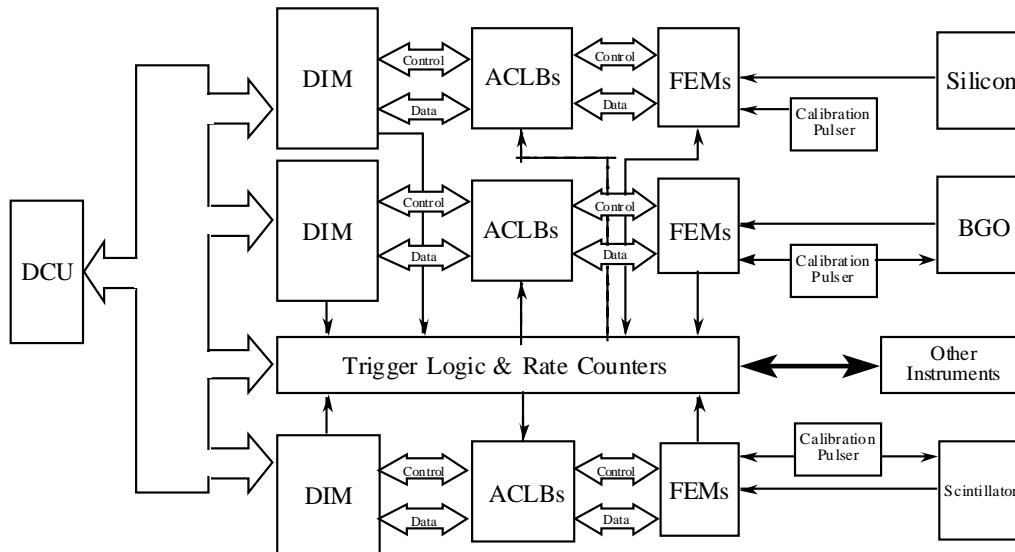 DIM
Control
Data
ACLBs
Control
Data
FEMs
Silicon
Calibration
Pulser
DCU
DIM
Control
Data
ACLBs
Control
Data
FEMs
BGO
Calibration
Pulser
Trigger Logic & Rate Counters
Other
Instruments
DIM
Control
Data
ACLBs
Control
Data
FEMs
Calibration
Pulser
Scintillator